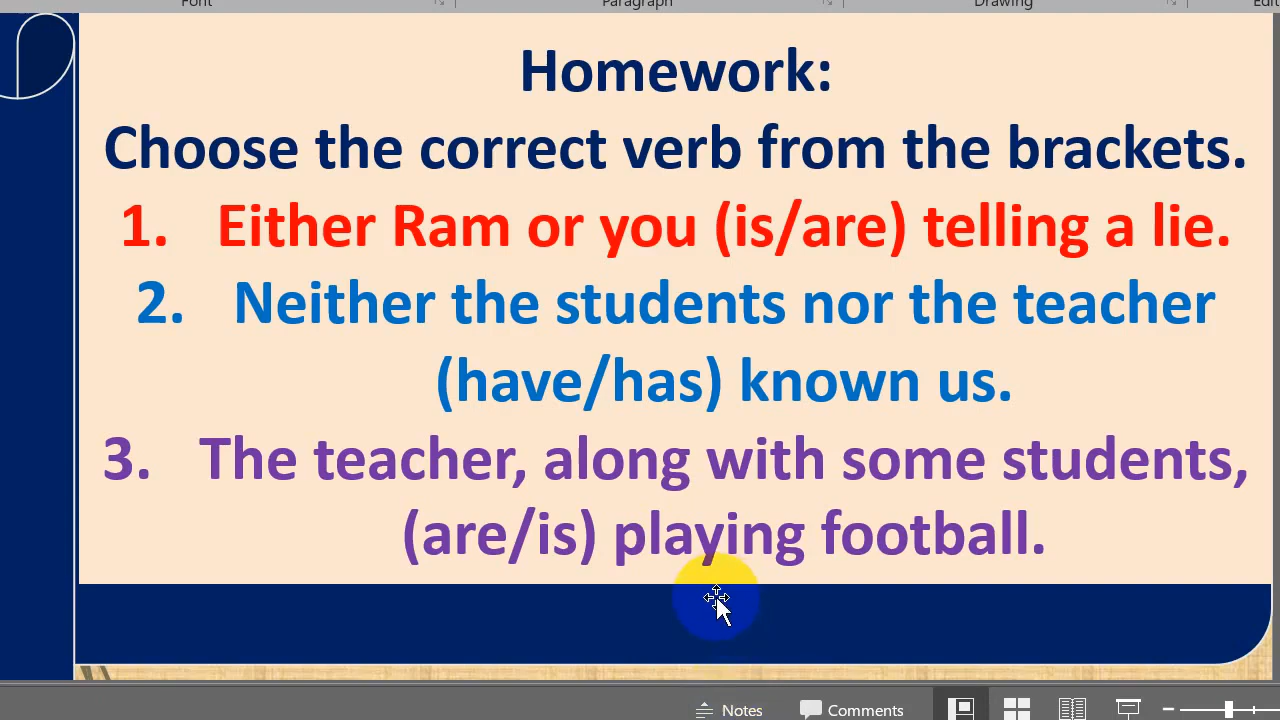 Font Paragraph Drawing
Homework:
Choose the correct verb from the brackets.
1. Either Ram or you (is/are) telling a lie.
2. Neither the students nor the teacher
(have/has) known us.
3. The teacher, along with some students,
(are/is) playing football.
Notes Comments